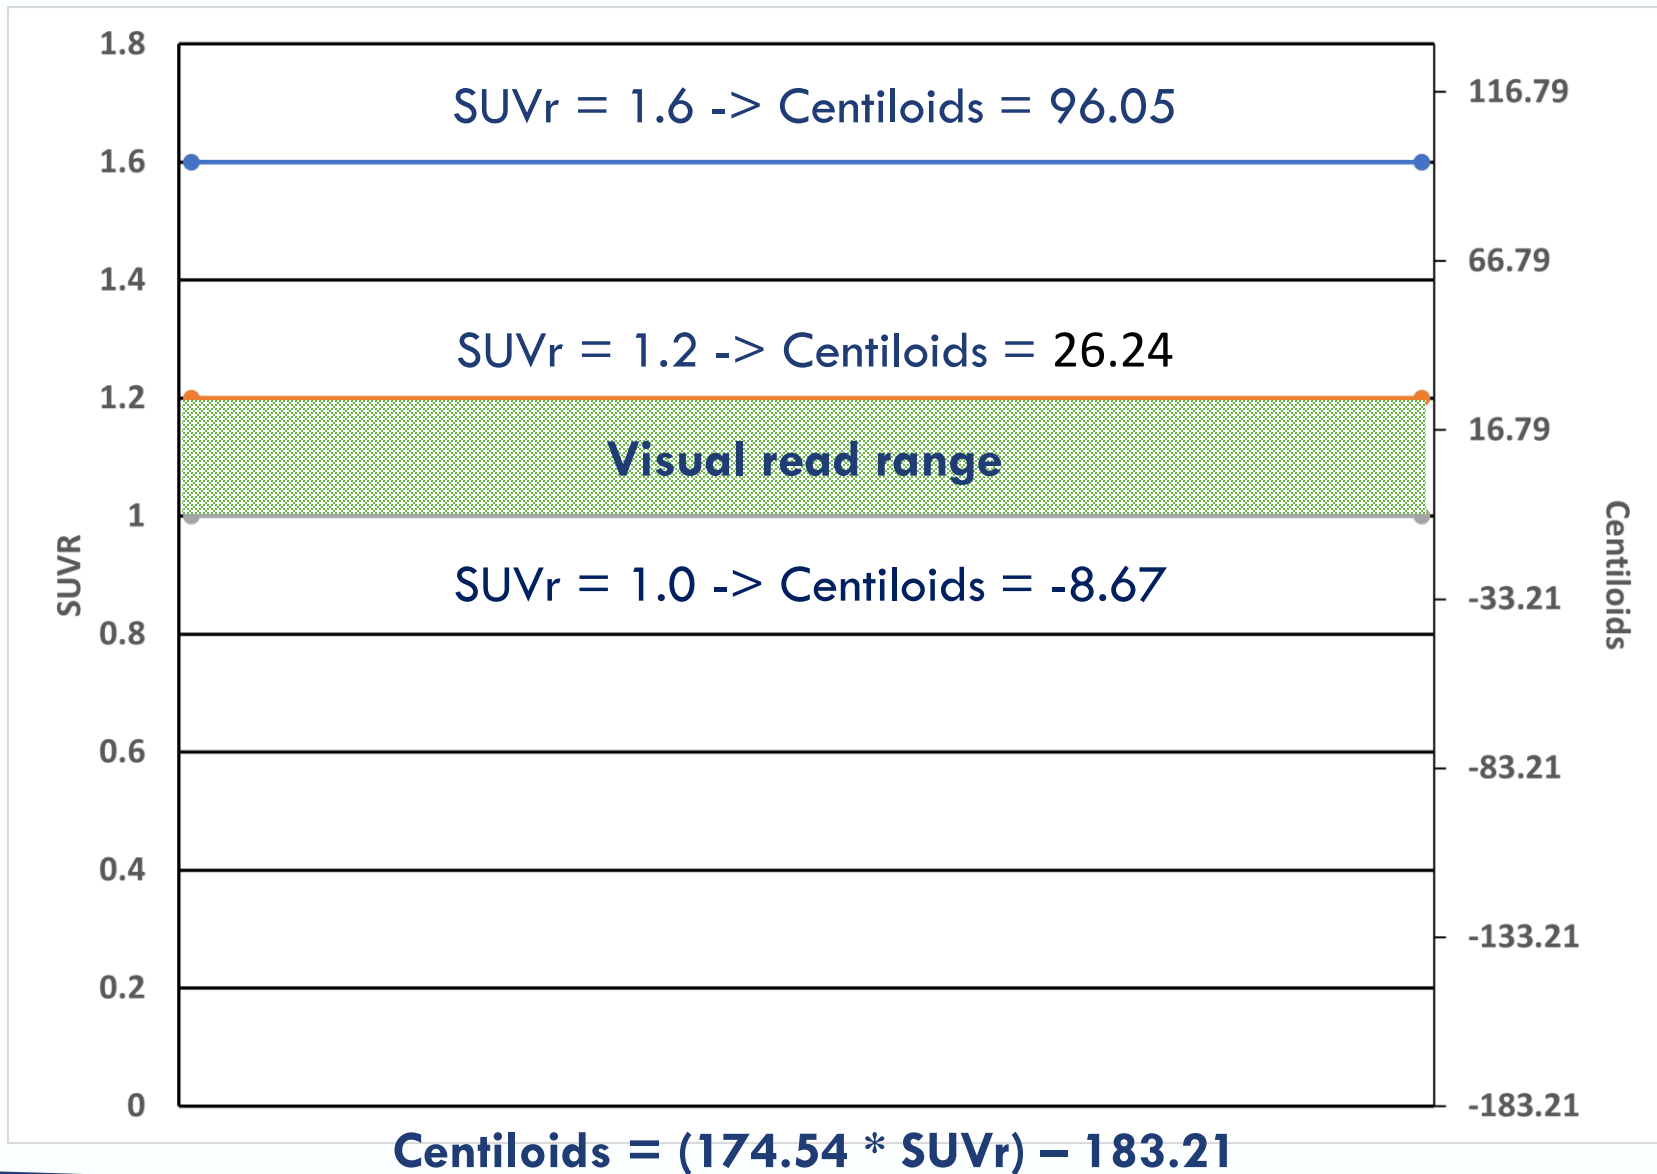 1.8
SUVr = 1.6 -> Centiloids = 96.05
116.79
1.6
66.79
1.4
SUVr = 1.2 -> Centiloids = 26.24
1.2
16.79
Visual read range
1
SUVR
Centiloids
SUVr = 1.0 -> Centiloids = -8.67
-33.21
0.8
0.6
-83.21
0.4
-133.21
0.2
0
-183.21
Centiloids = (174.54 * SUVr) – 183.21